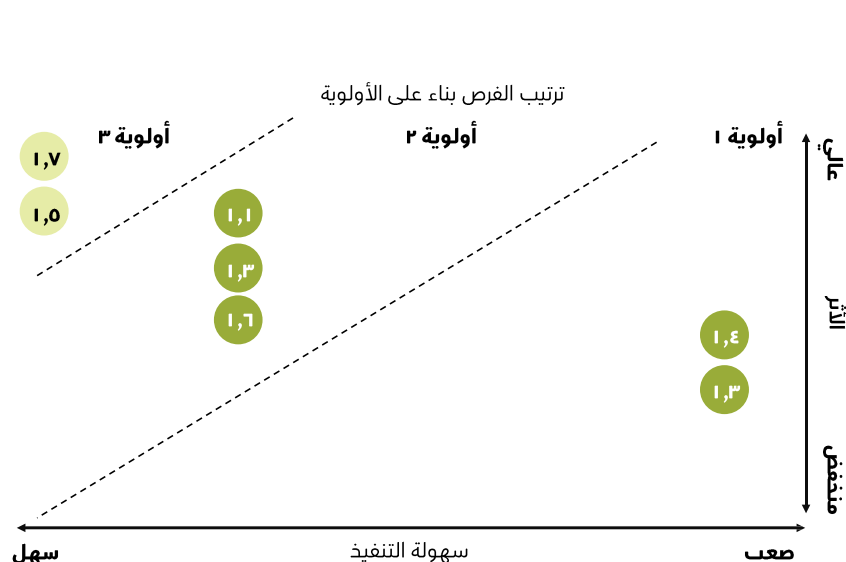 ترتيب الفرص بناء على الأولوية
أولوية ١
أولوية ٢
أولوية ٣
عالي
١,٧
١,٥
١,١
١,٣
١,٦
الأثر
١,٤
١,٣
منخفض
صعب
سهولة التنفيذ
سهل